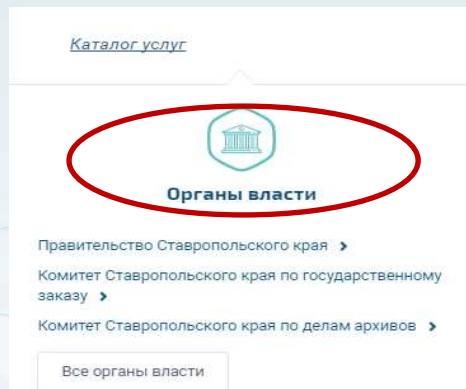 Каталог услуг
Органы власти
Правительство Ставропольского края
Комитет Ставропольского края по государственному
заказу
Комитет Ставропольского края по делам архивов
Все органы власти